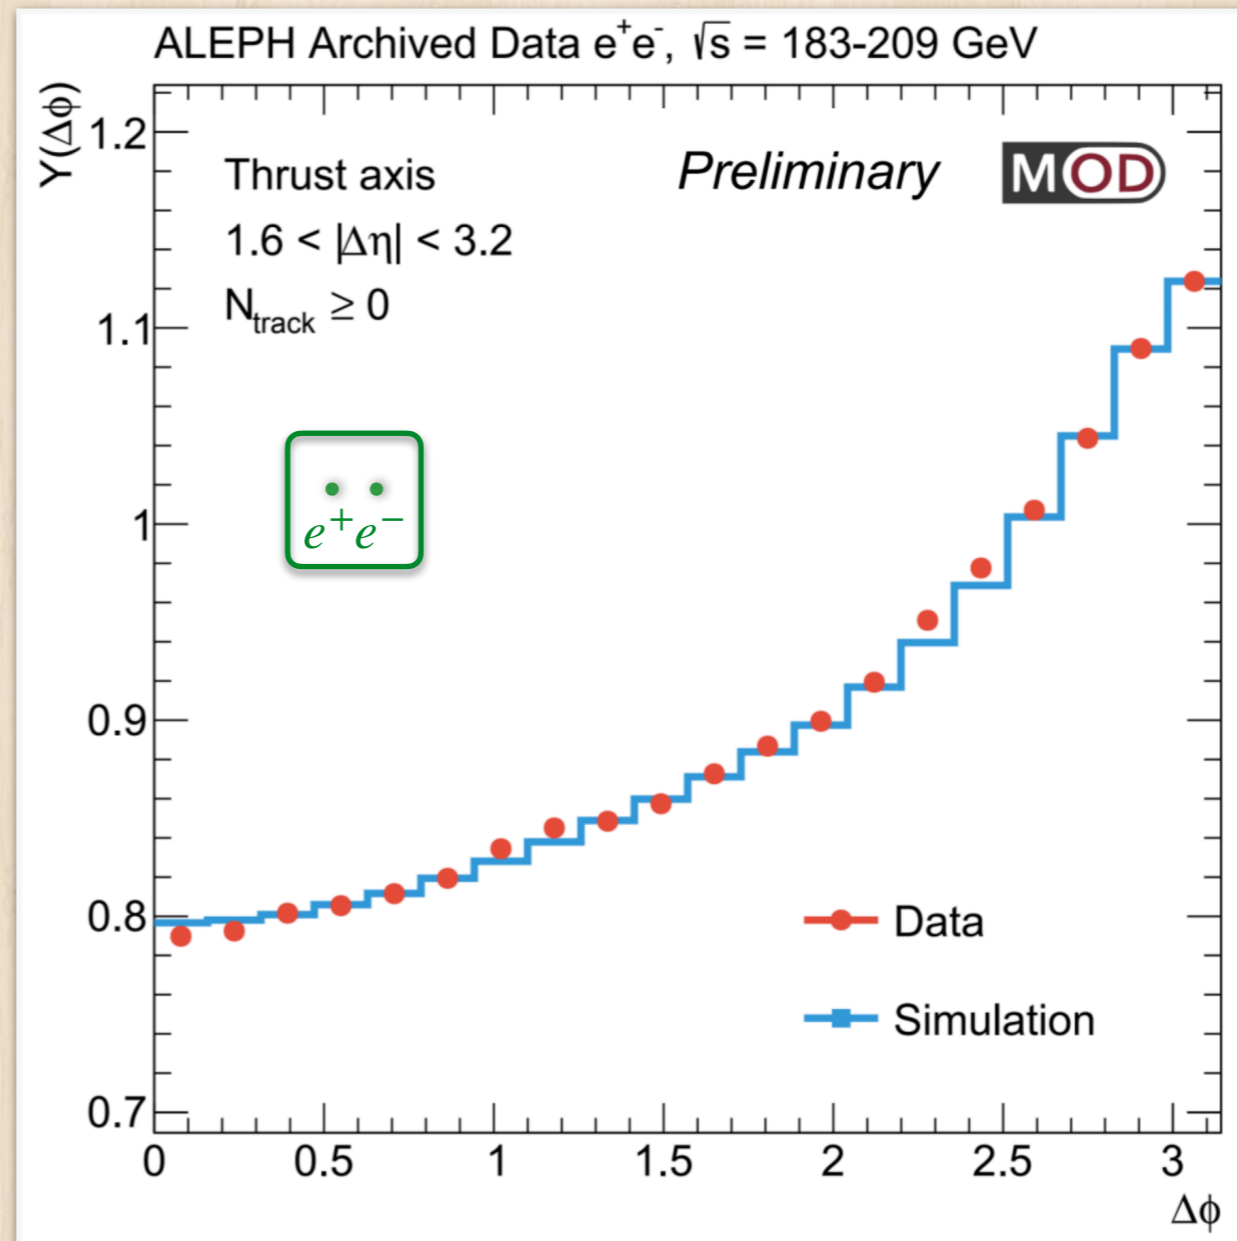 ALEPH Archived Data e⁺e⁻, √s = 183-209 GeV
Y(Δϕ)
Thrust axis
Preliminary
MOD
1.6 < |Δη| < 3.2
N_track ≥ 0
e⁺e⁻
1.2
1.1
1
0.9
0.8
0.7
Data
Simulation
0 0.5 1 1.5 2 2.5 3
Δϕ